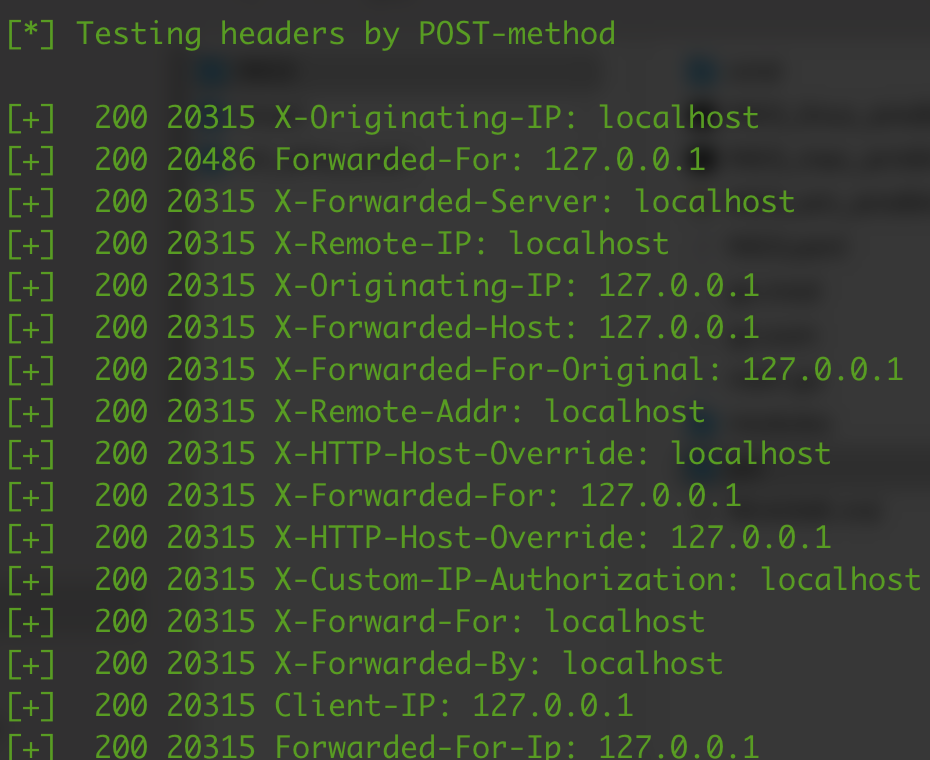 [*] Testing headers by POST-method
[+] 200 20315 X-Originating-IP: localhost
[+] 200 20486 Forwarded-For: 127.0.0.1
[+] 200 20315 X-Forwarded-Server: localhost
[+] 200 20315 X-Remote-IP: localhost
[+] 200 20315 X-Originating-IP: 127.0.0.1
[+] 200 20315 X-Forwarded-Host: 127.0.0.1
[+] 200 20315 X-Forwarded-For-Original: 127.0.0.1
[+] 200 20315 X-Remote-Addr: localhost
[+] 200 20315 X-HTTP-Host-Override: localhost
[+] 200 20315 X-Forwarded-For: 127.0.0.1
[+] 200 20315 X-HTTP-Host-Override: 127.0.0.1
[+] 200 20315 X-Custom-IP-Authorization: localhost
[+] 200 20315 X-Forward-For: localhost
[+] 200 20315 X-Forwarded-By: localhost
[+] 200 20315 Client-IP: 127.0.0.1
[+] 200 20315 Forwarded-For-Ip: 127.0.0.1